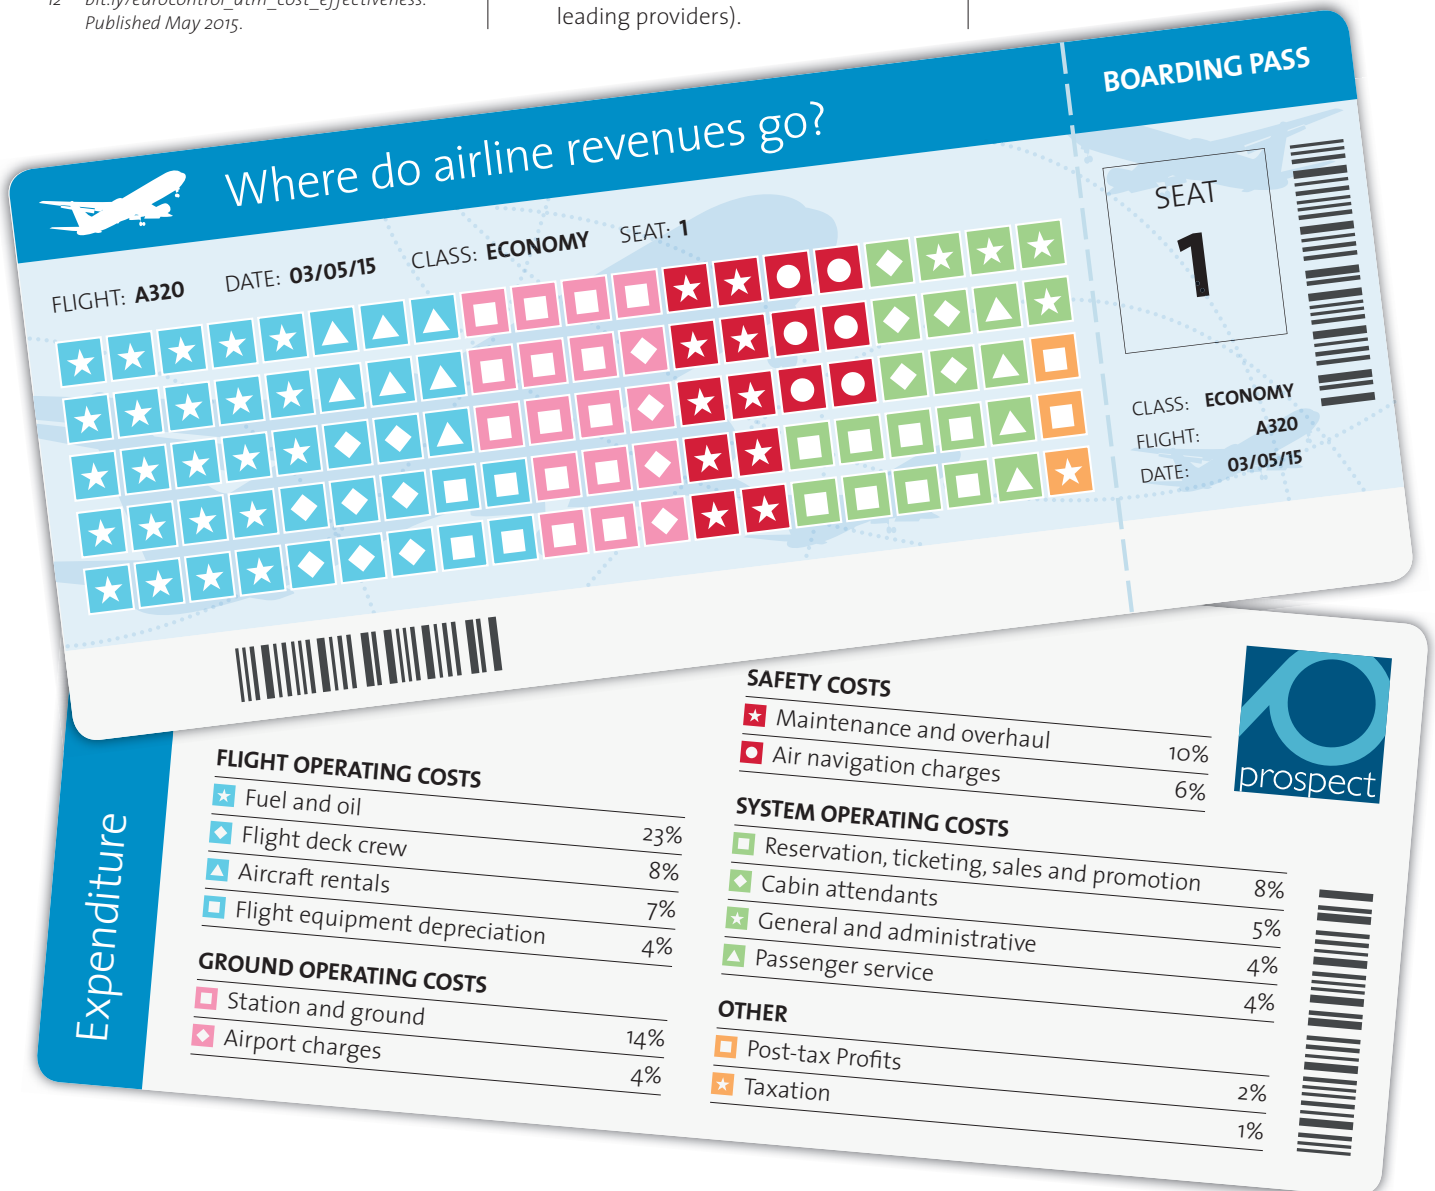 12 bit.ly/eurocontrol_atm_cost_effectiveness.
Published May 2015.
leading providers).
Where do airline revenues go?
BOARDING PASS
FLIGHT: A320 DATE: 03/05/15 CLASS: ECONOMY SEAT: 1
SEAT
1
CLASS: ECONOMY
FLIGHT: A320
DATE: 03/05/15
Expenditure
FLIGHT OPERATING COSTS
Fuel and oil 23%
Flight deck crew 8%
Aircraft rentals 7%
Flight equipment depreciation 4%
GROUND OPERATING COSTS
Station and ground 14%
Airport charges 4%
SAFETY COSTS
Maintenance and overhaul 10%
Air navigation charges 6%
SYSTEM OPERATING COSTS
Reservation, ticketing, sales and promotion 8%
Cabin attendants 5%
General and administrative 4%
Passenger service 4%
OTHER
Post-tax Profits 2%
Taxation 1%
prospect